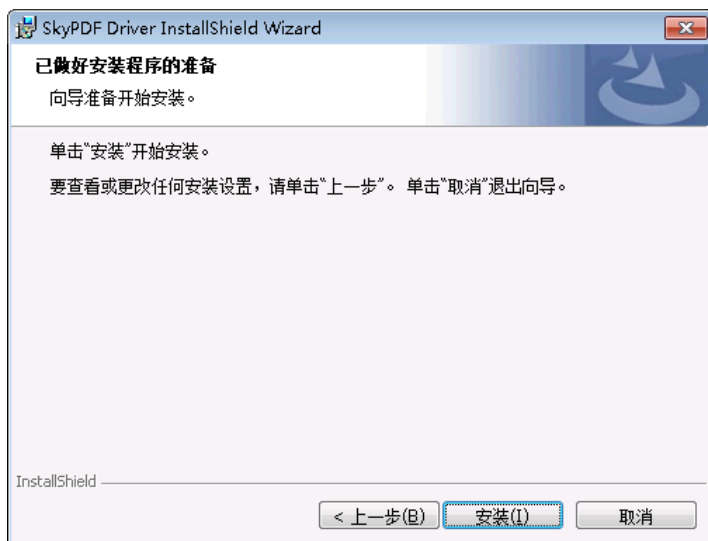 SkyPDF Driver InstallShield Wizard
已做好安装程序的准备
向导准备开始安装。
单击“安装”开始安装。
要查看或更改任何安装设置，请单击“上一步”。 单击“取消”退出向导。
InstallShield
< 上一步(B)
安装(I)
取消